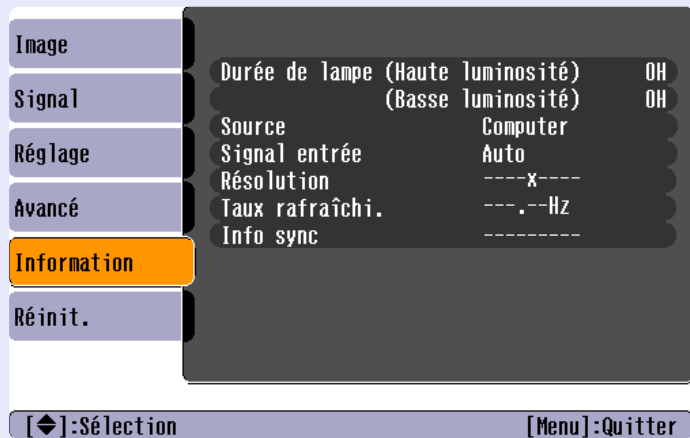 Image
Signal
Réglage
Avancé
Information
Réinit.
Durée de lampe (Haute luminosité) 0H
(Basse luminosité) 0H
Source Computer
Signal entrée Auto
Résolution ----x----
Taux rafraîchi. ---.--Hz
Info sync ---------
[◆]:Sélection [Menu]:Quitter